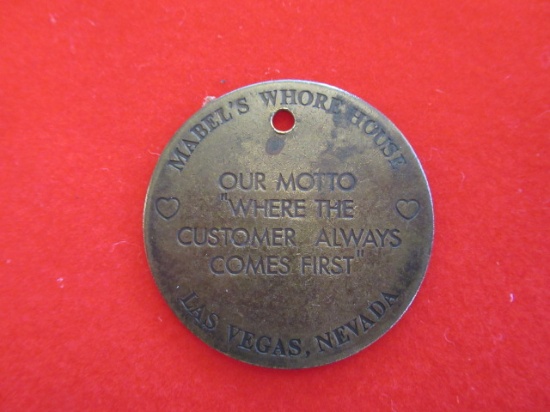 MABEL'S WHORE HOUSE
OUR MOTTO
"WHERE THE
CUSTOMER ALWAYS
COMES FIRST"
LAS VEGAS, NEVADA